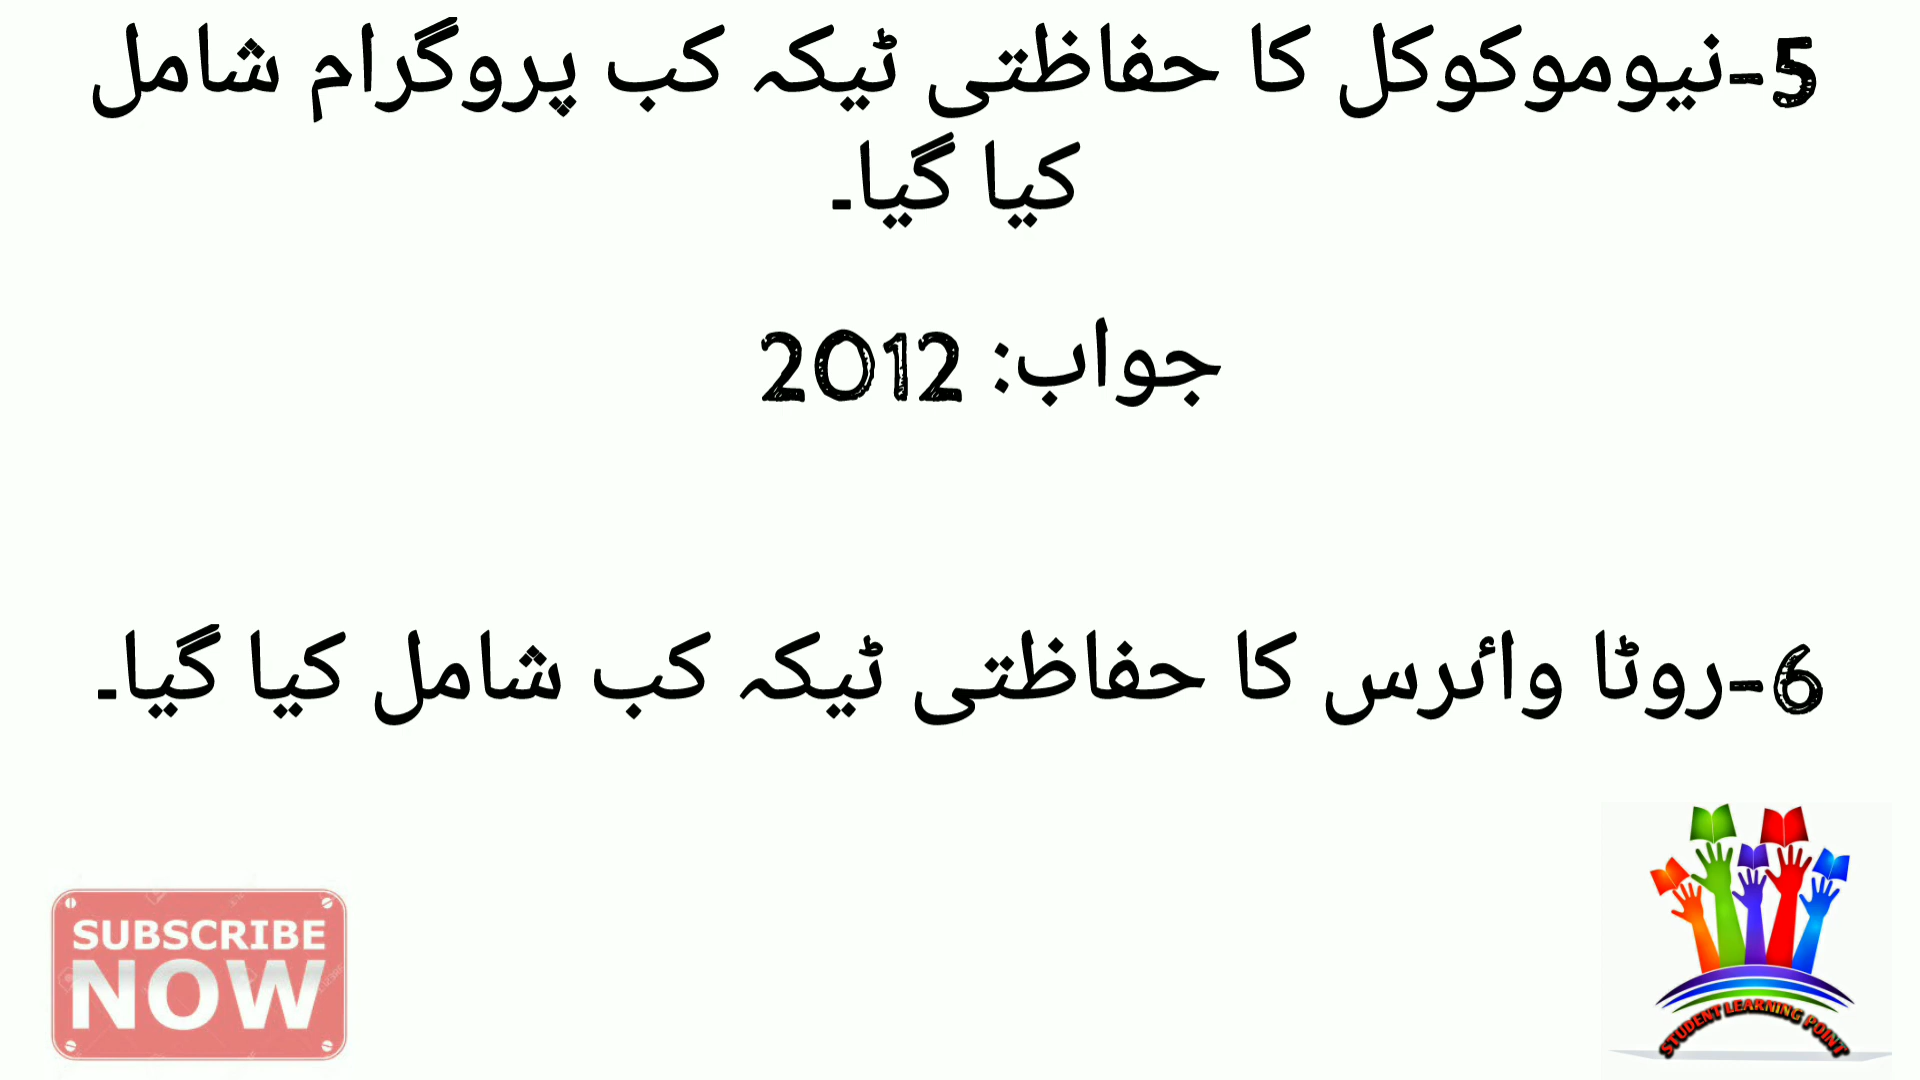 5-نیوموکوکل کا حفاظتی ٹیکہ کب پروگرام شامل
کیا گیا۔
جواب: 2012
6-روٹا وائرس کا حفاظتی ٹیکہ کب شامل کیا گیا۔
SUBSCRIBE
NOW
STUDENT LEARNING POINT